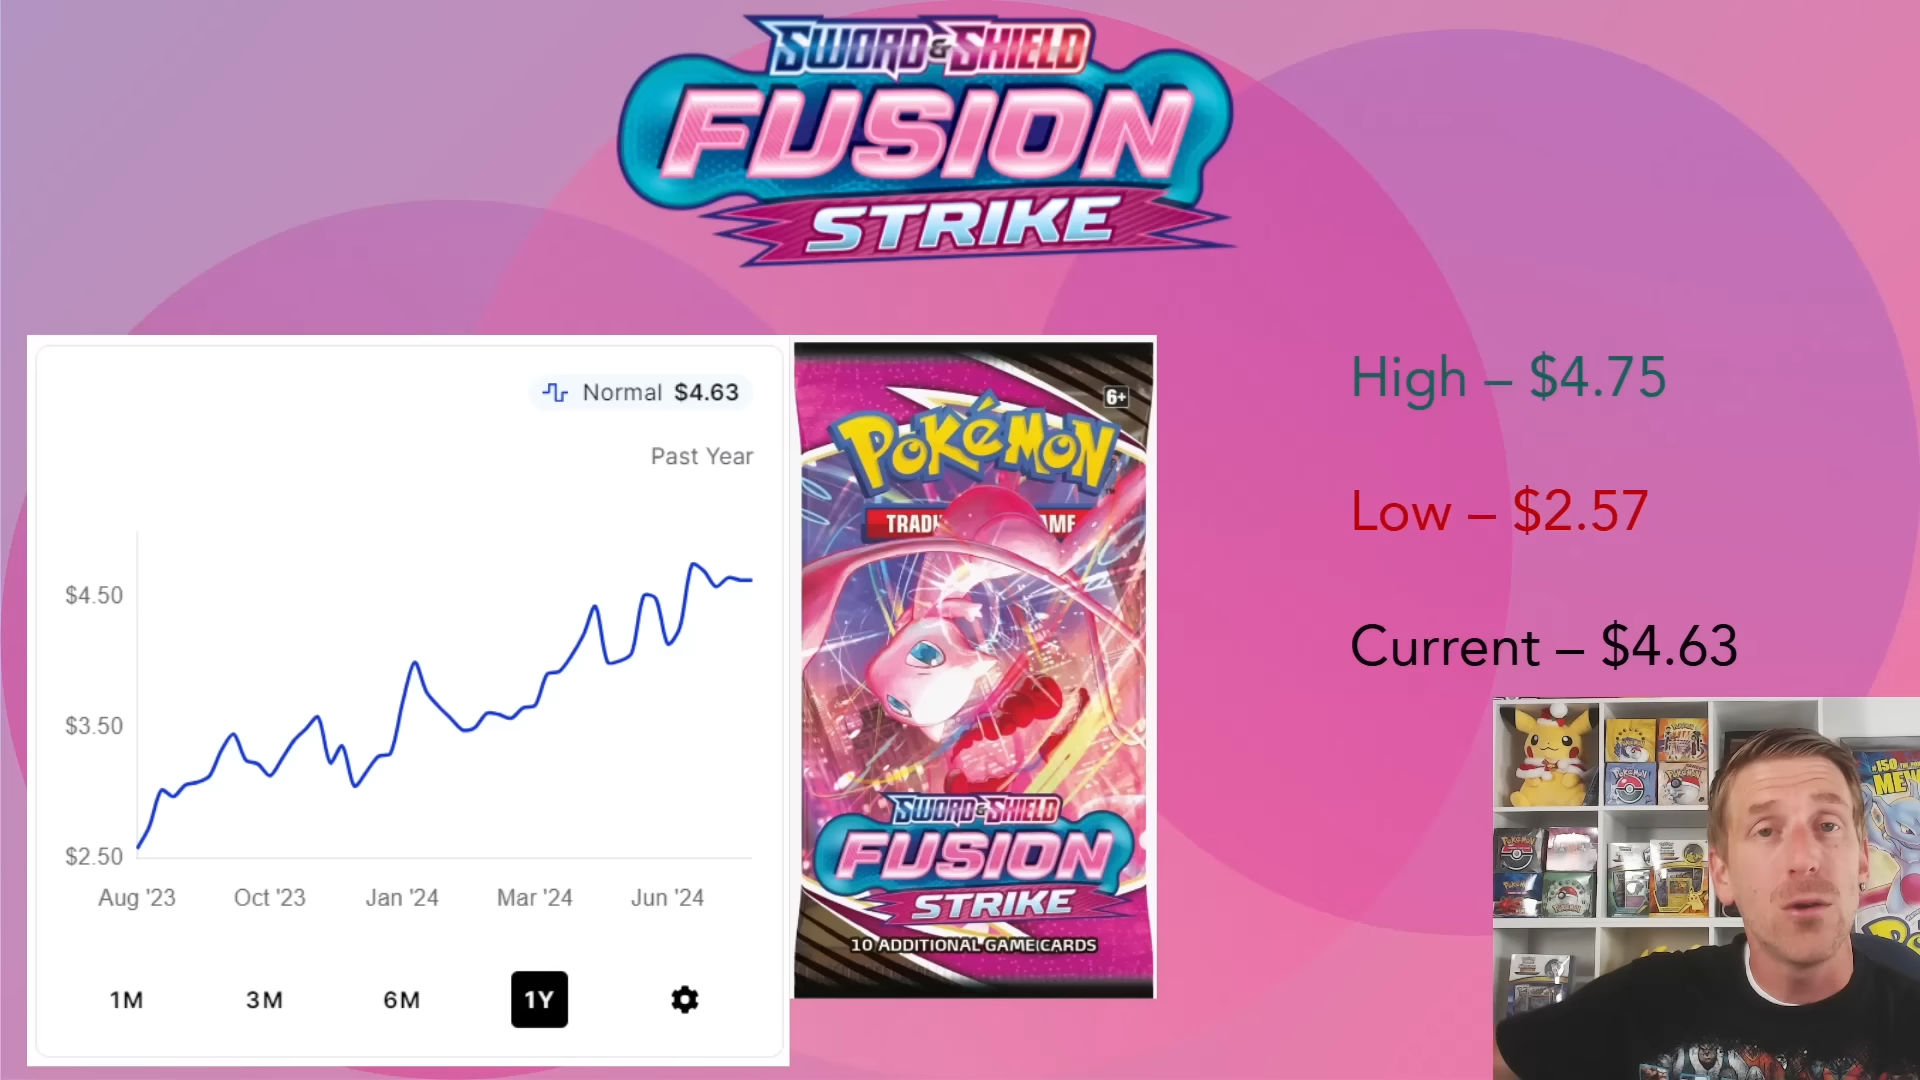 SWORD & SHIELD
FUSION
STRIKE
Normal $4.63
Past Year
$4.50
$3.50
$2.50
Aug '23 Oct '23 Jan '24 Mar '24 Jun '24
1M 3M 6M 1Y
6+
POKéMON
SWORD & SHIELD
FUSION
STRIKE
10 ADDITIONAL GAME CARDS
High – $4.75
Low – $2.57
Current – $4.63
#150